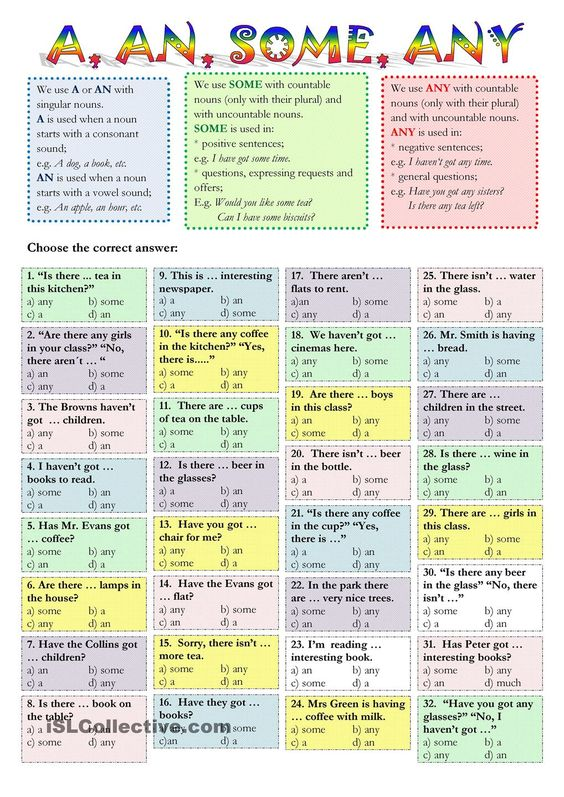 A, AN, SOME, ANY
We use A or AN with
singular nouns.
A is used when a noun
starts with a consonant
sound;
e.g. A dog, a book, etc.
AN is used when a noun
starts with a vowel sound;
e.g. An apple, an hour, etc.
We use SOME with countable
nouns (only with their plural) and
with uncountable nouns.
SOME is used in:
* positive sentences;
e.g. I have got some time.
* questions, expressing requests and
offers;
E.g. Would you like some tea?
Can I have some biscuits?
We use ANY with countable
nouns (only with their plural)
and with uncountable nouns.
ANY is used in:
* negative sentences;
e.g. I haven't got any time.
* general questions;
e.g. Have you got any sisters?
Is there any tea left?
Choose the correct answer:
1. "Is there ... tea in
this kitchen?"
a) any b) some
c) a d) an
2. "Are there any girls
in your class?" "No,
there aren´t … "
a) an b) some
c) any d) a
3. The Browns haven't
got … children.
a) any b) some
c) a d) an
4. I haven't got …
books to read.
a) some b) an
c) a d) any
5. Has Mr. Evans got
… coffee?
a) some b) any
c) a d) an
6. Are there … lamps in
the house?
a) some b) a
c) any d) an
7. Have the Collins got
… children?
a) any b) some
c) a d) an
8. Is there … book on
the table?
a) a b) any
c) some d) an
9. This is … interesting
newspaper.
a) a b) an
c) some d) any
10. "Is there any coffee
in the kitchen?" "Yes,
there is....."
a) any b) some
c) a d) an
11. There are … cups
of tea on the table.
a) a b) an
c) some d) any
12. Is there … beer in
the glasses?
a) a b) an
c) some d) any
13. Have you got …
chair for me?
a) any b) an
c) a d) some
14. Have the Evans got
… flat?
a) any b) some
c) a d) an
15. Sorry, there isn't …
more tea.
a) some b) any
c) an d) a
16. Have they got …
books?
a) any b) some
c)an d) a
17. There aren't …
flats to rent.
a)an b) a
c) some d) any
18. We haven't got …
cinemas here.
a) any b) some
c) an d) a
19. Are there … boys
in this class?
a) a b) an
c) some d) any
20. There isn't … beer
in the bottle.
a) a b) some
c) any d) an
21. "Is there any coffee
in the cup?" "Yes,
there is …"
a) a b) some
c) any d) an
22. In the park there
are … very nice trees.
a) some b) any
c) an d) a
23. I'm reading …
interesting book.
a) an b) any
c) some d) a
24. Mrs Green is having
… coffee with milk.
a) any b) some
c) a d) an
25. There isn't … water
in the glass.
a) a b) some
c) an d) any
26. Mr. Smith is having
… bread.
a) any b) some
c) a d) an
27. There are …
children in the street.
a) any b) some
c) a d) an
28. Is there … wine in
the glass?
a) some b) any
c) a d) an
29. There are … girls in
this class.
a) some b) any
c) an d) a
30. "Is there any beer
in the glass" "No, there
isn't …"
a) a b) an
c) some d) any
31. Has Peter got …
interesting books?
a) some b) any
c) an d) much
32. "Have you got any
glasses?" "No, I
haven't got …"
a) some b) any
c) a d) an
iSLCollective.com